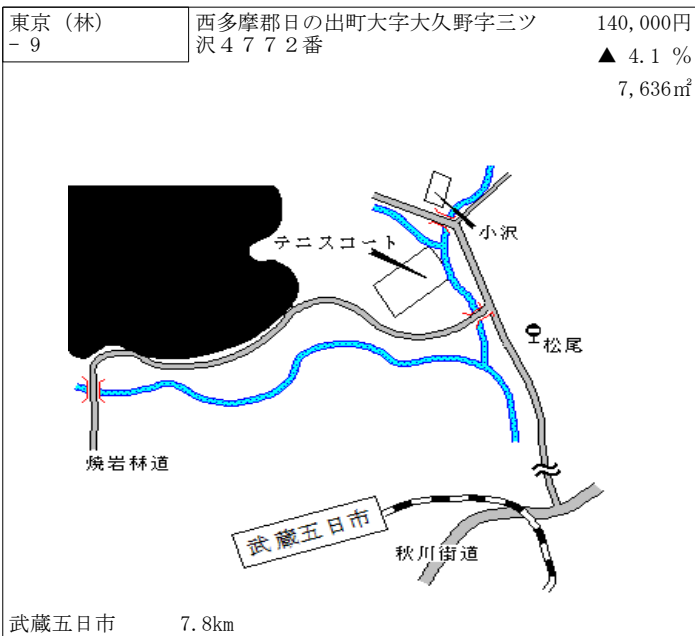 東京（林）
－ 9
西多摩郡日の出町大字大久野字三ツ
沢４７７２番
140,000円
▲ 4.1 %
7,636㎡
小沢
テニスコート
松尾
焼岩林道
武蔵五日市
秋川街道
武蔵五日市　　7.8km